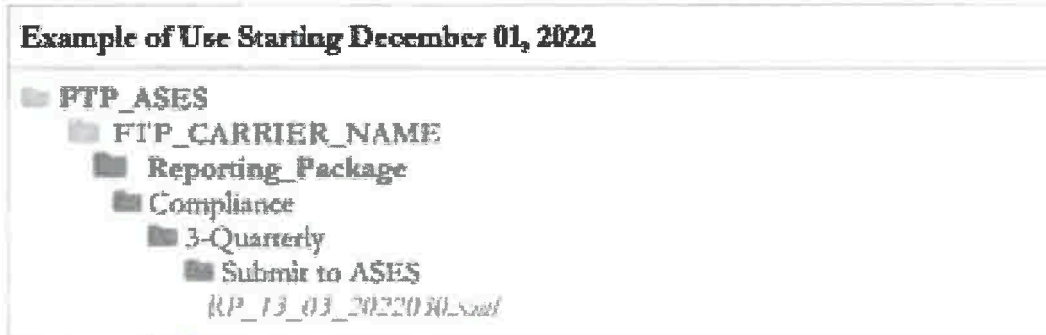 Example of Use Starting December 01, 2022
FTP_ASES
FTP_CARRIER_NAME
Reporting_Package
Compliance
3-Quarterly
Submit to ASES